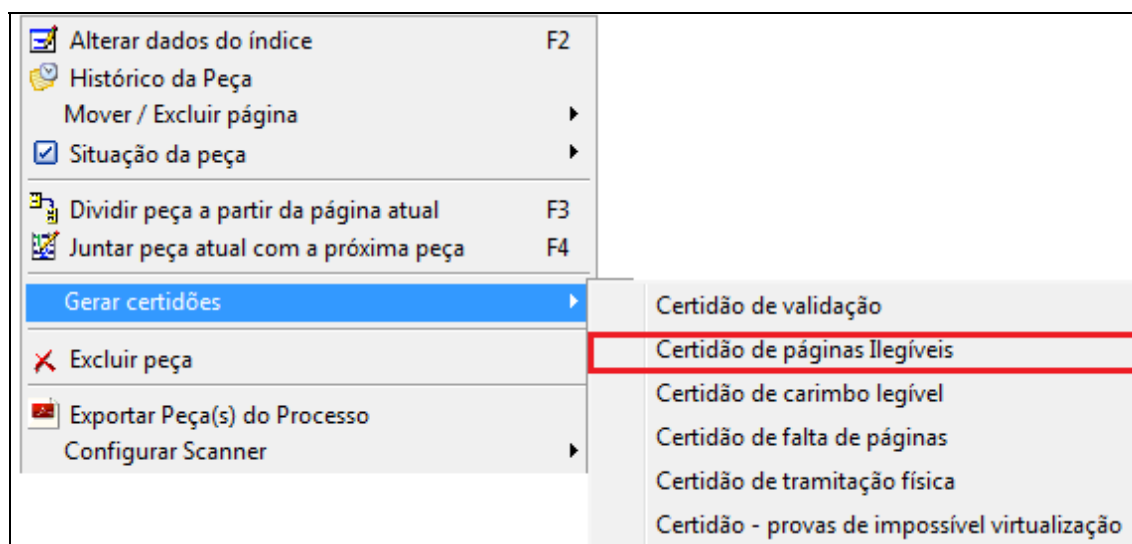 Alterar dados do índice F2
Histórico da Peça
Mover / Excluir página
Situação da peça
Dividir peça a partir da página atual F3
Juntar peça atual com a próxima peça F4
Gerar certidões
Excluir peça
Exportar Peça(s) do Processo
Configurar Scanner
Certidão de validação
Certidão de páginas Ilegíveis
Certidão de carimbo legível
Certidão de falta de páginas
Certidão de tramitação física
Certidão - provas de impossível virtualização